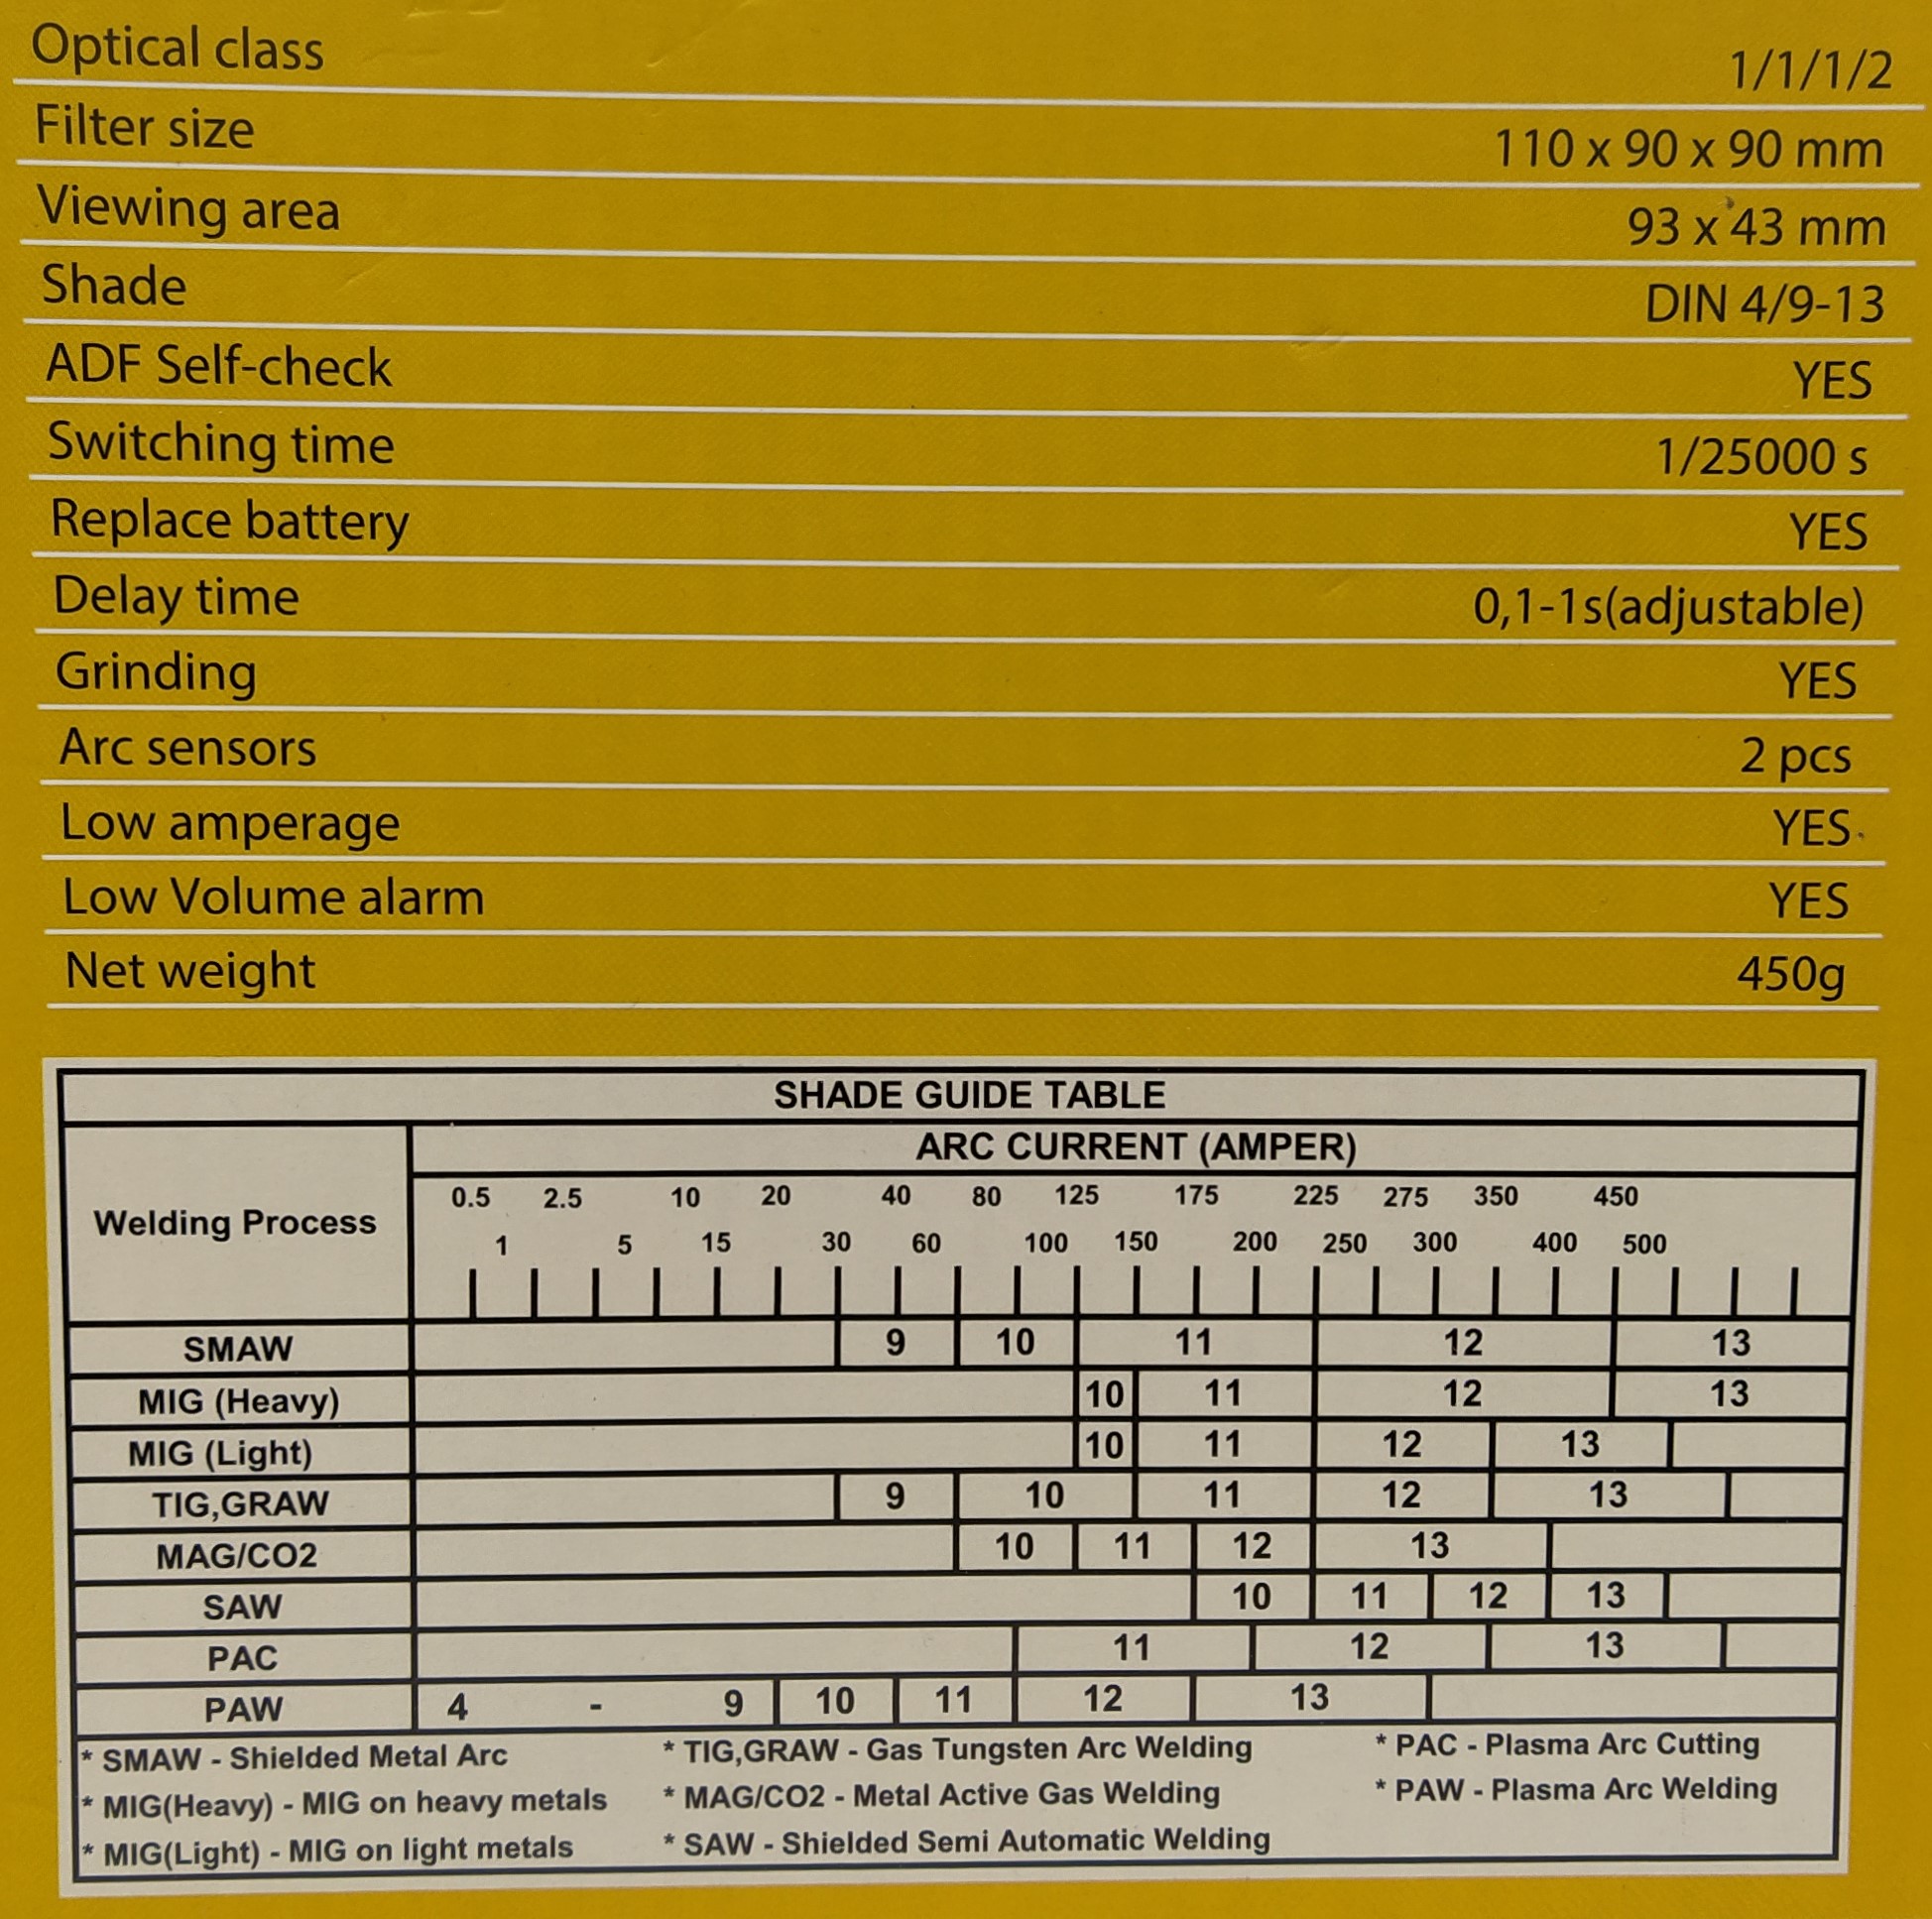 Optical class 1/1/1/2
Filter size 110 x 90 x 90 mm
Viewing area 93 x 43 mm
Shade DIN 4/9-13
ADF Self-check YES
Switching time 1/25000 s
Replace battery YES
Delay time 0,1-1s(adjustable)
Grinding YES
Arc sensors 2 pcs
Low amperage YES
Low Volume alarm YES
Net weight 450g
SHADE GUIDE TABLE
ARC CURRENT (AMPER)
Welding Process
0.5 2.5 10 20 40 80 125 175 225 275 350 450
1 5 15 30 60 100 150 200 250 300 400 500
SMAW 9 10 11 12 13
MIG (Heavy) 10 11 12 13
MIG (Light) 10 11 12 13
TIG,GRAW 9 10 11 12 13
MAG/CO2 10 11 12 13
SAW 10 11 12 13
PAC 11 12 13
PAW 4 - 9 10 11 12 13
* SMAW - Shielded Metal Arc * TIG,GRAW - Gas Tungsten Arc Welding * PAC - Plasma Arc Cutting
* MIG(Heavy) - MIG on heavy metals * MAG/CO2 - Metal Active Gas Welding * PAW - Plasma Arc Welding
* MIG(Light) - MIG on light metals * SAW - Shielded Semi Automatic Welding